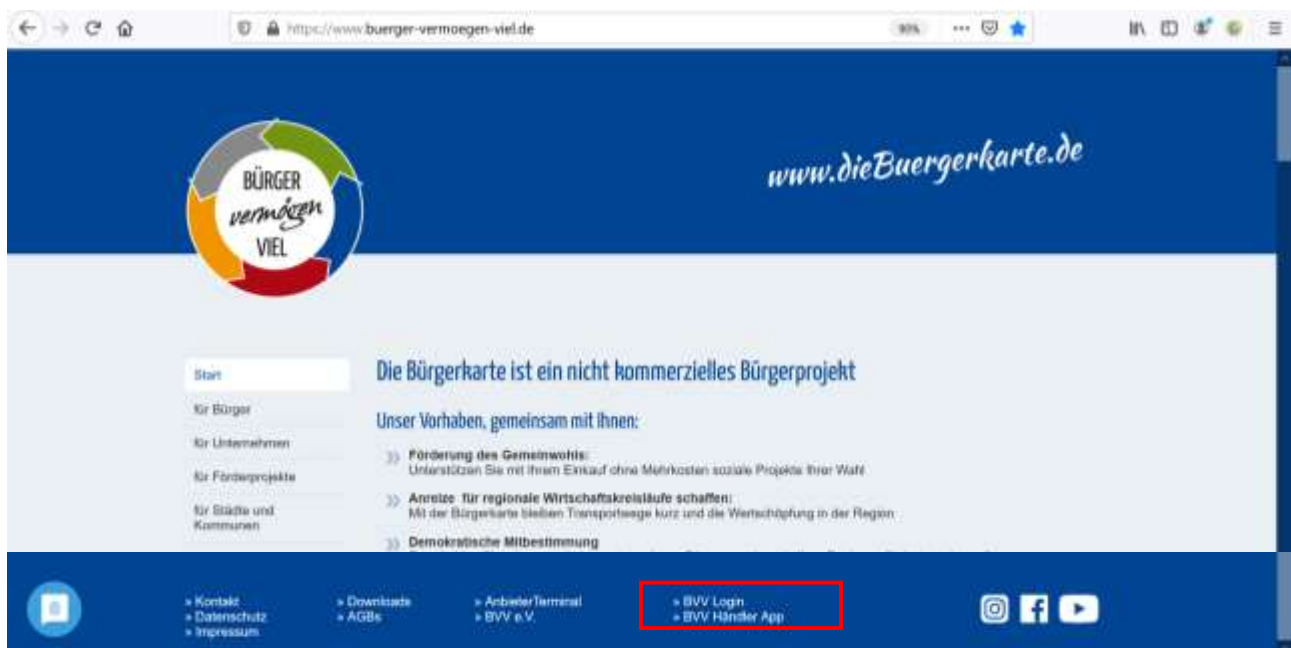 https://www.buerger-vermoegen-viel.de
90%
www.dieBuergerkarte.de
BÜRGER
vermögen
VIEL
Start
für Bürger
für Unternehmen
für Förderprojekte
für Städte und
Kommunen
Die Bürgerkarte ist ein nicht kommerzielles Bürgerprojekt
Unser Vorhaben, gemeinsam mit Ihnen:
Förderung des Gemeinwohls:
Unterstützen Sie mit Ihrem Einkauf ohne Mehrkosten soziale Projekte Ihrer Wahl
Anreize für regionale Wirtschaftskreisläufe schaffen:
Mit der Bürgerkarte bleiben Transportwege kurz und die Wertschöpfung in der Region
Demokratische Mitbestimmung
» Kontakt
» Datenschutz
» Impressum
» Downloads
» AGBs
» AnbieterTerminal
» BVV e.V.
» BVV Login
» BVV Händler App